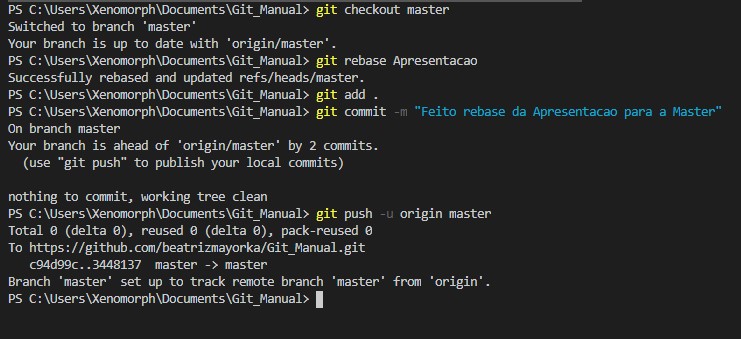 PS C:\Users\Xenomorph\Documents\Git_Manual> git checkout master
Switched to branch 'master'
Your branch is up to date with 'origin/master'.
PS C:\Users\Xenomorph\Documents\Git_Manual> git rebase Apresentacao
Successfully rebased and updated refs/heads/master.
PS C:\Users\Xenomorph\Documents\Git_Manual> git add .
PS C:\Users\Xenomorph\Documents\Git_Manual> git commit -m "Feito rebase da Apresentacao para a Master"
On branch master
Your branch is ahead of 'origin/master' by 2 commits.
  (use "git push" to publish your local commits)

nothing to commit, working tree clean
PS C:\Users\Xenomorph\Documents\Git_Manual> git push -u origin master
Total 0 (delta 0), reused 0 (delta 0), pack-reused 0
To https://github.com/beatrizmayorka/Git_Manual.git
   c94d99c..3448137  master -> master
Branch 'master' set up to track remote branch 'master' from 'origin'.
PS C:\Users\Xenomorph\Documents\Git_Manual>